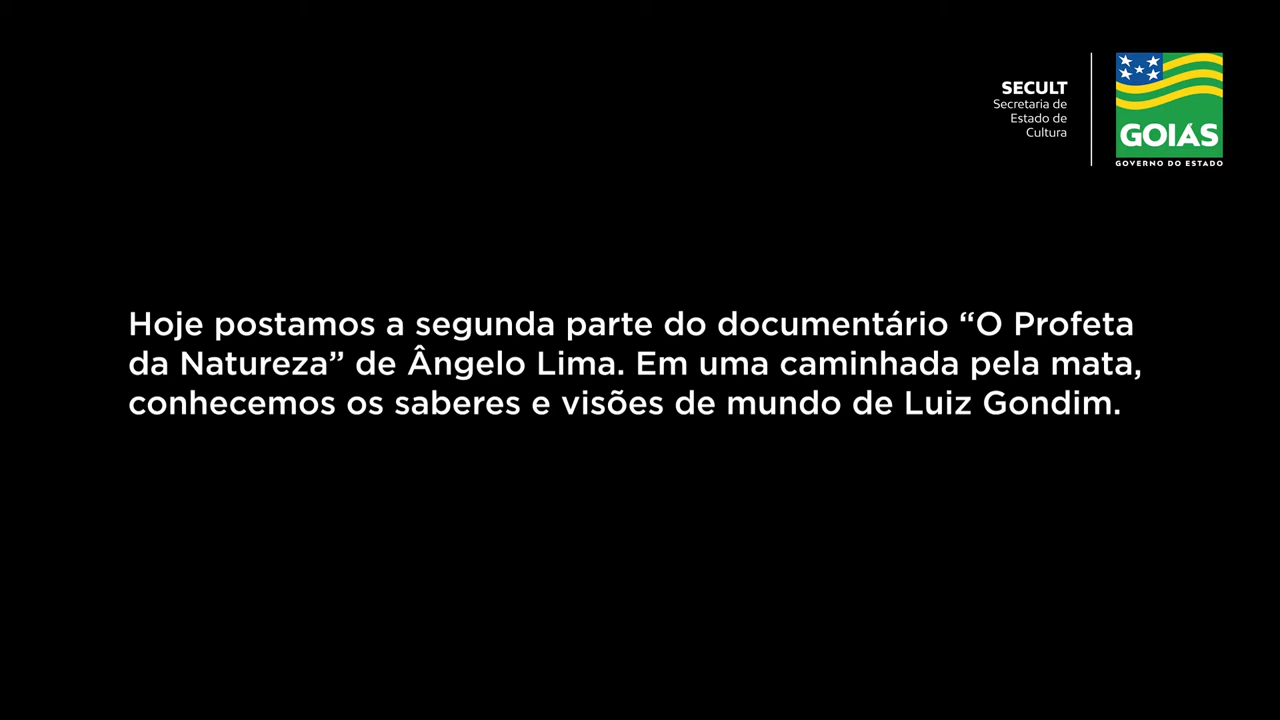 SECULT
Secretaria de
Estado de
Cultura
GOIÁS
GOVERNO DO ESTADO
Hoje postamos a segunda parte do documentário “O Profeta
da Natureza” de Ângelo Lima. Em uma caminhada pela mata,
conhecemos os saberes e visões de mundo de Luiz Gondim.